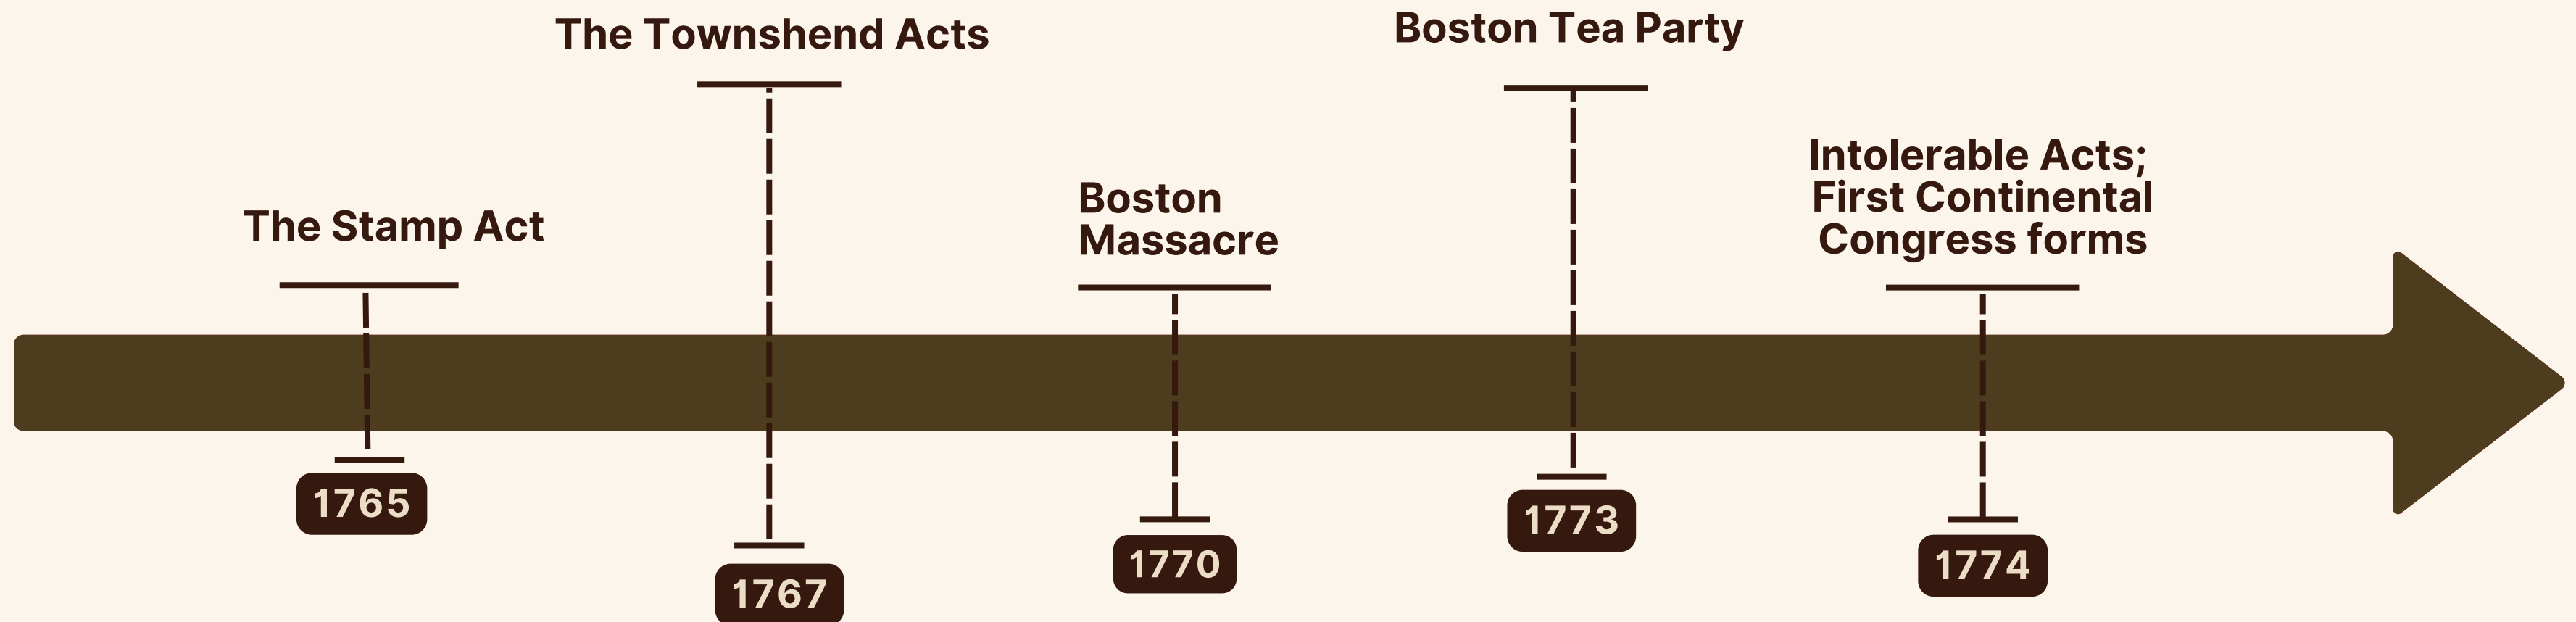 The Townshend Acts
Boston Tea Party
Intolerable Acts;
First Continental
Congress forms
Boston
Massacre
The Stamp Act
1765
1767
1770
1773
1774